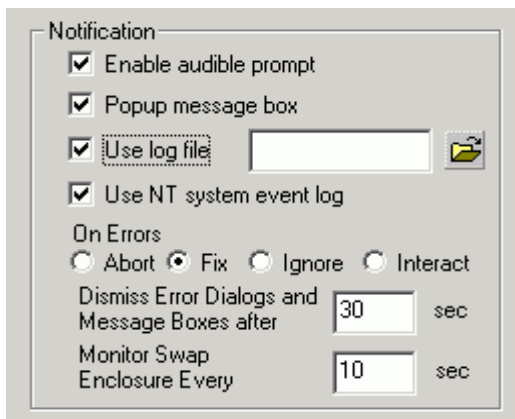 Notification
Enable audible prompt
Popup message box
Use log file
Use NT system event log
On Errors
Abort Fix Ignore Interact
Dismiss Error Dialogs and
Message Boxes after 30 sec
Monitor Swap
Enclosure Every 10 sec